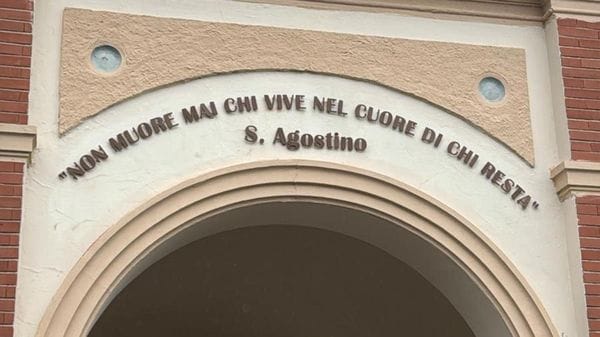 "NON MUORE MAI CHI VIVE NEL CUORE DI CHI RESTA"
S. Agostino